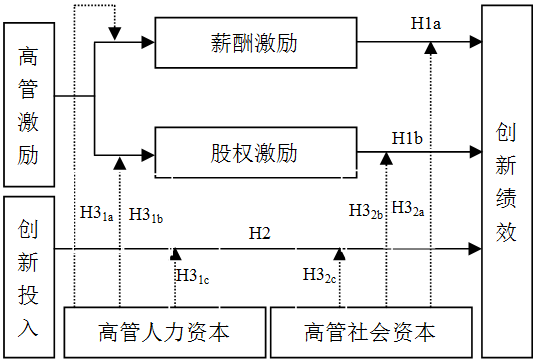 高管激励
薪酬激励
H1a
股权激励
H1b
创新绩效
H3₁ₐ
H3₁b
H3₂b
H3₂ₐ
创新投入
H2
H3₁c
H3₂c
高管人力资本
高管社会资本